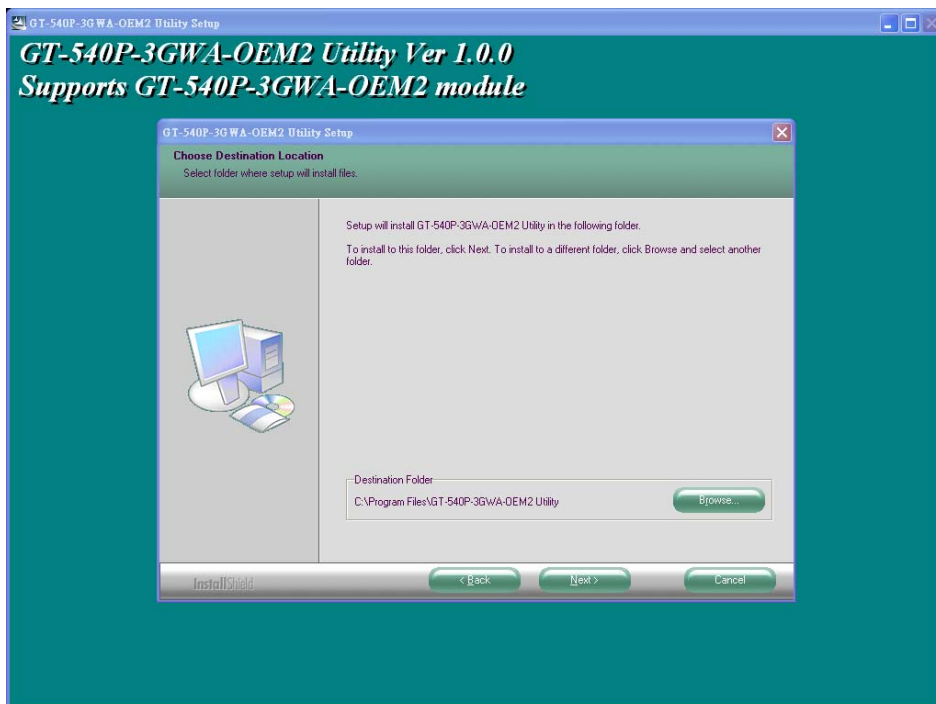 GT-540P-3GWA-OEM2 Utility Setup
GT-540P-3GWA-OEM2 Utility Ver 1.0.0
Supports GT-540P-3GWA-OEM2 module
GT-540P-3GWA-OEM2 Utility Setup
Choose Destination Location
Select folder where setup will install files.
Setup will install GT-540P-3GWA-OEM2 Utility in the following folder.
To install to this folder, click Next. To install to a different folder, click Browse and select another
folder.
Destination Folder
C:\Program Files\GT-540P-3GWA-OEM2 Utility
Browse...
InstallShield
< Back
Next >
Cancel